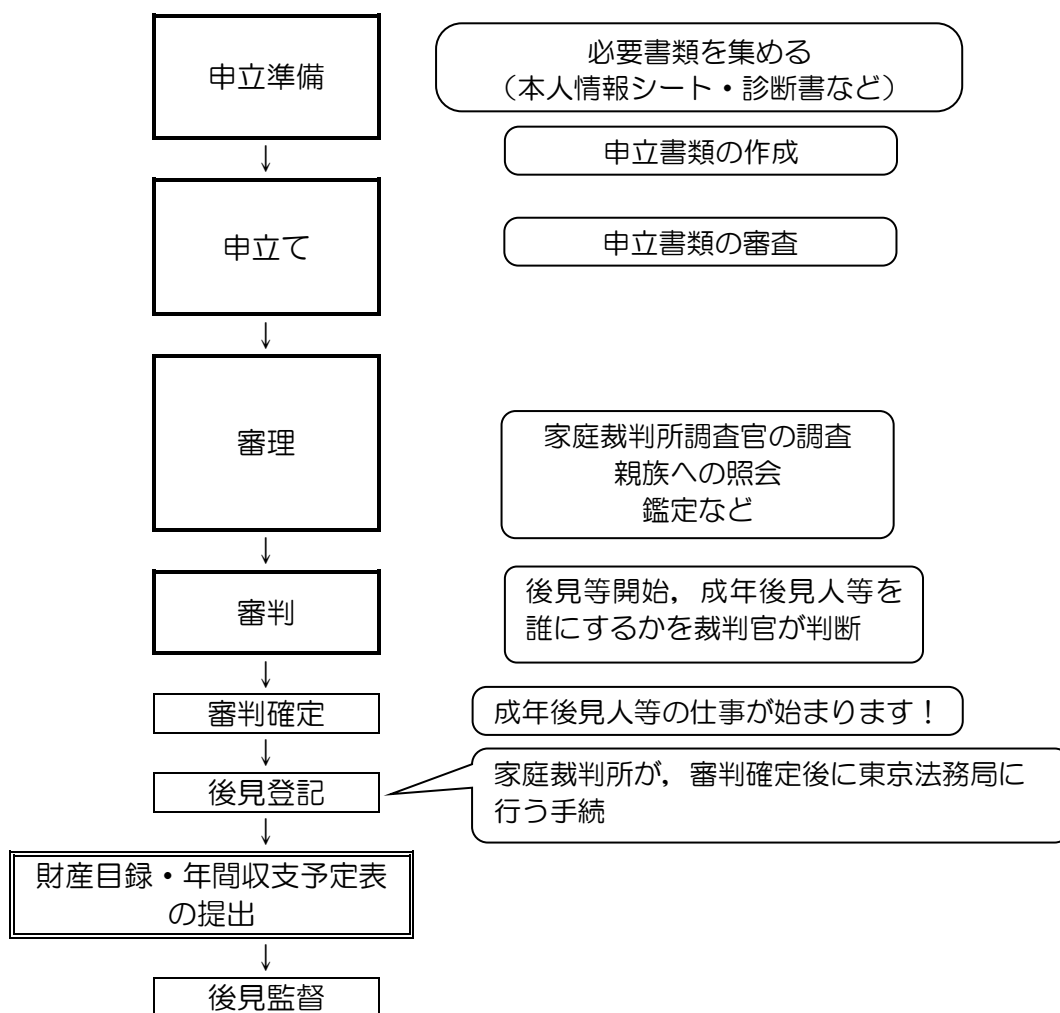 申立準備
必要書類を集める
（本人情報シート・診断書など）
↓
申立書類の作成
申立て
申立書類の審査
↓
審理
家庭裁判所調査官の調査
親族への照会
鑑定など
↓
審判
後見等開始，成年後見人等を
誰にするかを裁判官が判断
↓
審判確定
成年後見人等の仕事が始まります！
↓
後見登記
家庭裁判所が，審判確定後に東京法務局に
行う手続
↓
財産目録・年間収支予定表
の提出
↓
後見監督